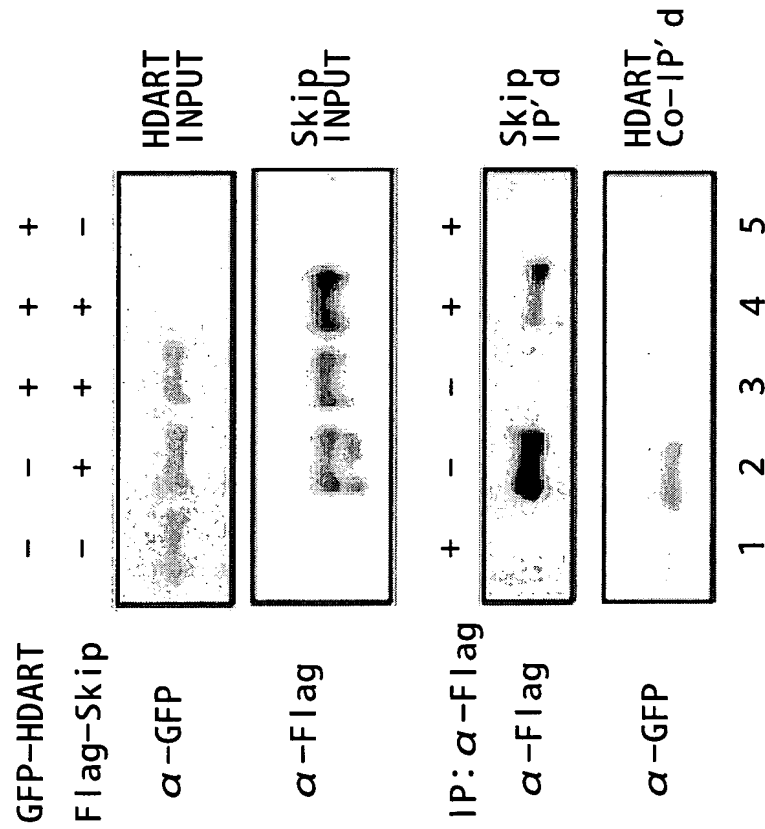 GFP-HDART − − + + +
Flag-Skip − + + + −
α-GFP HDART
INPUT
α-Flag Skip
INPUT
IP: α-Flag + − − + +
α-Flag Skip
IP'd
α-GFP HDART
Co-IP'd
1 2 3 4 5